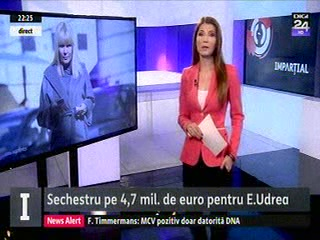 22:25
direct
DIGI
24
HD
IMPARȚIAL
I
Sechestru pe 4,7 mil. de euro pentru E.Udrea
News Alert
F. Timmermans: MCV pozitiv doar datorită DNA